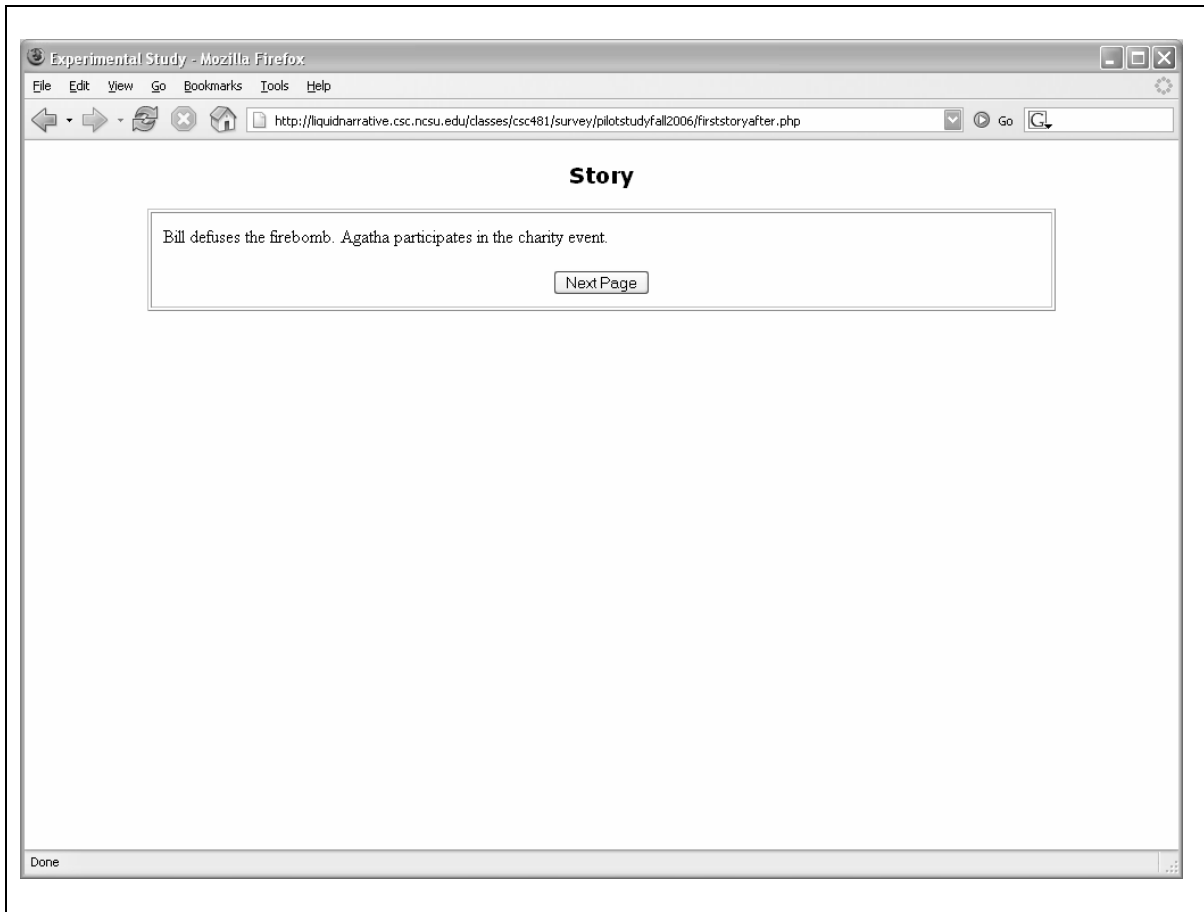 Experimental Study - Mozilla Firefox
File Edit View Go Bookmarks Tools Help
http://liquidnarrative.csc.ncsu.edu/classes/csc481/survey/pilotstudyfall2006/firststoryafter.php Go G
Story
Bill defuses the firebomb. Agatha participates in the charity event.
Next Page
Done